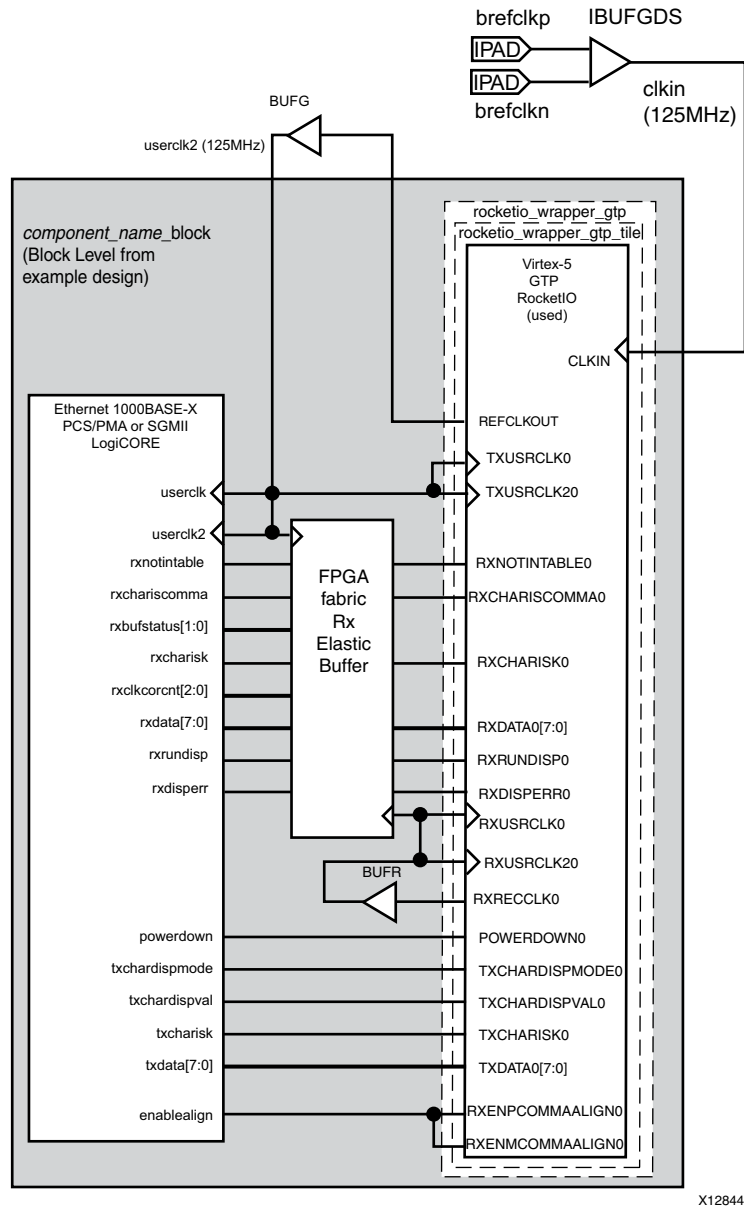 brefclkp
IBUFGDS
IPAD
IPAD
brefclkn
clkin
(125MHz)
BUFG
userclk2 (125MHz)
component_name_block
(Block Level from
example design)
rocketio_wrapper_gtp
rocketio_wrapper_gtp_tile
Virtex-5
GTP
RocketIO
(used)
CLKIN
Ethernet 1000BASE-X
PCS/PMA or SGMII
LogiCORE
REFCLKOUT
TXUSRCLK0
userclk
TXUSRCLK20
userclk2
rxnotintable
RXNOTINTABLE0
FPGA
fabric
Rx
Elastic
Buffer
rxchariscomma
RXCHARISCOMMA0
rxbufstatus[1:0]
rxcharisk
RXCHARISK0
rxclkcorcnt[2:0]
rxdata[7:0]
RXDATA0[7:0]
rxrundisp
RXRUNDISP0
rxdisperr
RXDISPERR0
RXUSRCLK0
RXUSRCLK20
BUFR
RXRECCLK0
powerdown
POWERDOWN0
txchardispmode
TXCHARDISPMODE0
txchardispval
TXCHARDISPVAL0
txcharisk
TXCHARISK0
txdata[7:0]
TXDATA0[7:0]
enablealign
RXENPCOMMAALIGN0
RXENMCOMMAALIGN0
X12844